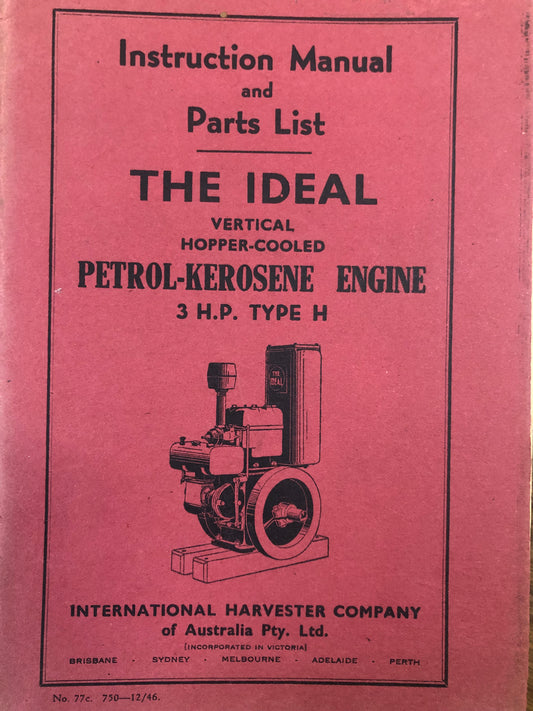 Instruction Manual
and
Parts List
THE IDEAL
VERTICAL
HOPPER-COOLED
PETROL-KEROSENE ENGINE
3 H.P. TYPE H
THE
IDEAL
INTERNATIONAL HARVESTER COMPANY
of Australia Pty. Ltd.
[INCORPORATED IN VICTORIA]
BRISBANE · SYDNEY · MELBOURNE · ADELAIDE · PERTH
No. 77c. 750—12/46.